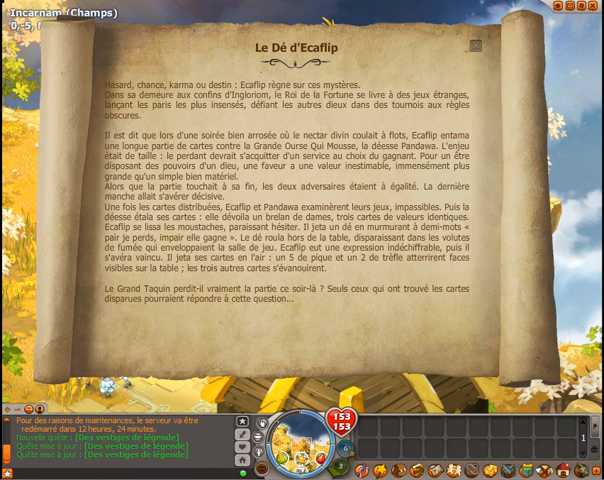 Incarnam (Champs)
0,-5,
Le Dé d'Ecaflip
Hasard, chance, karma ou destin : Ecaflip règne sur ces mystères.
Dans sa demeure aux confins d'Ingloriom, le Roi de la Fortune se livre à des jeux étranges,
lançant les paris les plus insensés, défiant les autres dieux dans des tournois aux règles
obscures.
Il est dit que lors d'une soirée bien arrosée où le nectar divin coulait à flots, Ecaflip entama
une longue partie de cartes contre la Grande Ourse Qui Mousse, la déesse Pandawa. L'enjeu
était de taille : le perdant devrait s'acquitter d'un service au choix du gagnant. Pour un être
disposant des pouvoirs d'un dieu, une faveur a une valeur inestimable, immensément plus
grande qu'un simple bien matériel.
Alors que la partie touchait à sa fin, les deux adversaires étaient à égalité. La dernière
manche allait s'avérer décisive.
Une fois les cartes distribuées, Ecaflip et Pandawa examinèrent leurs jeux, impassibles. Puis la
déesse étala ses cartes : elle dévoila un brelan de dames, trois cartes de valeurs identiques.
Ecaflip se lissa les moustaches, paraissant hésiter. Il jeta un dé en murmurant à demi-mots «
pair je perds, impair elle gagne ». Le dé roula hors de la table, disparaissant dans les volutes
de fumée qui enveloppaient la salle de jeu. Ecaflip eut une expression indéchiffrable, puis il
s'avéra vaincu. Il jeta ses cartes en l'air : un 5 de pique et un 2 de trèfle atterrirent faces
visibles sur la table ; les trois autres cartes s'évanouirent.
Le Grand Taquin perdit-il vraiment la partie ce soir-là ? Seuls ceux qui ont trouvé les cartes
disparues pourraient répondre à cette question...
Pour des raisons de maintenances, le serveur va être
redémarré dans 12 heures, 24 minutes.
Nouvelle quête : [Des vestiges de légende]
Quête mise à jour : [Des vestiges de légende]
Quête mise à jour : [Des vestiges de légende]
153
153
6
3
1